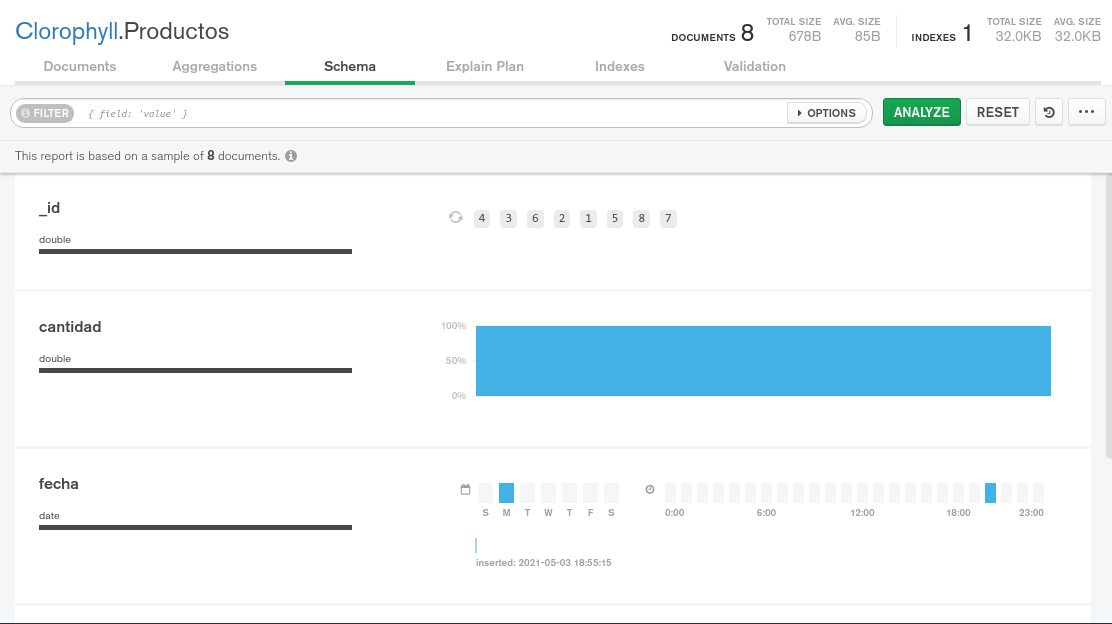 Clorophyll.Productos
DOCUMENTS 8 TOTAL SIZE 678B AVG. SIZE 85B INDEXES 1 TOTAL SIZE 32.0KB AVG. SIZE 32.0KB
Documents Aggregations Schema Explain Plan Indexes Validation
FILTER { field: 'value' } OPTIONS ANALYZE RESET
This report is based on a sample of 8 documents.
_id
4 3 6 2 1 5 8 7
double
cantidad
100%
double
50%
0%
fecha
S M T W T F S 0:00 6:00 12:00 18:00 23:00
date
inserted: 2021-05-03 18:55:15